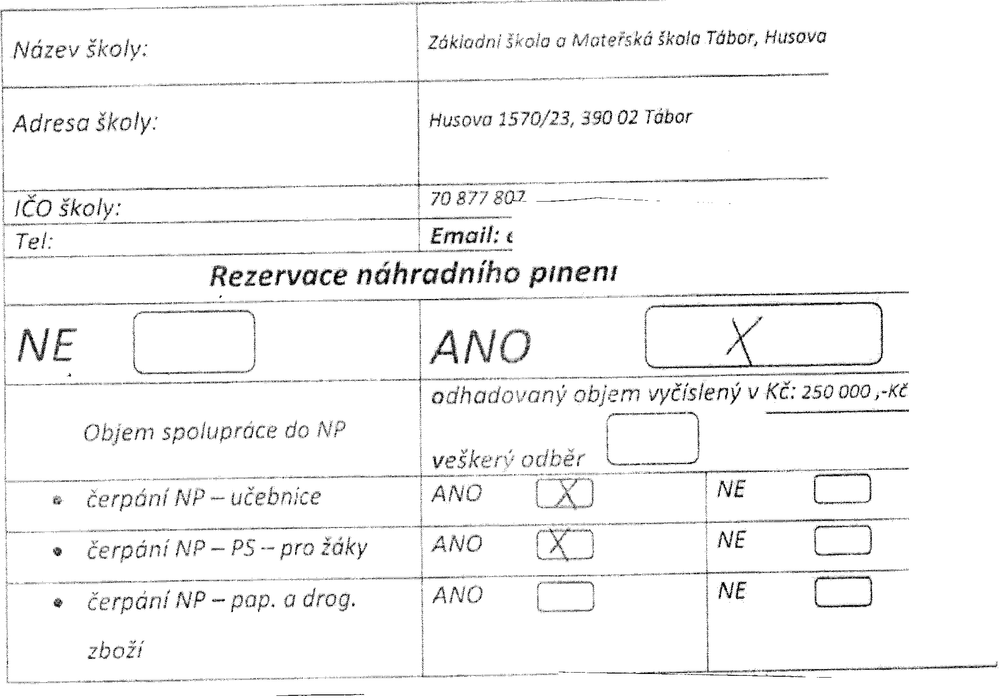 Název školy: Základní škola a Mateřská škola Tábor, Husova
Adresa školy: Husova 1570/23, 390 02 Tábor
IČO školy: 70 877 807
Tel: Email:
Rezervace náhradního plnění
NE ANO X
odhadovaný objem vyčíslený v Kč: 250 000 ,-Kč
Objem spolupráce do NP
veškerý odběr
• čerpání NP – učebnice ANO X NE
• čerpání NP – PS – pro žáky ANO X NE
• čerpání NP – pap. a drog. ANO NE
zboží